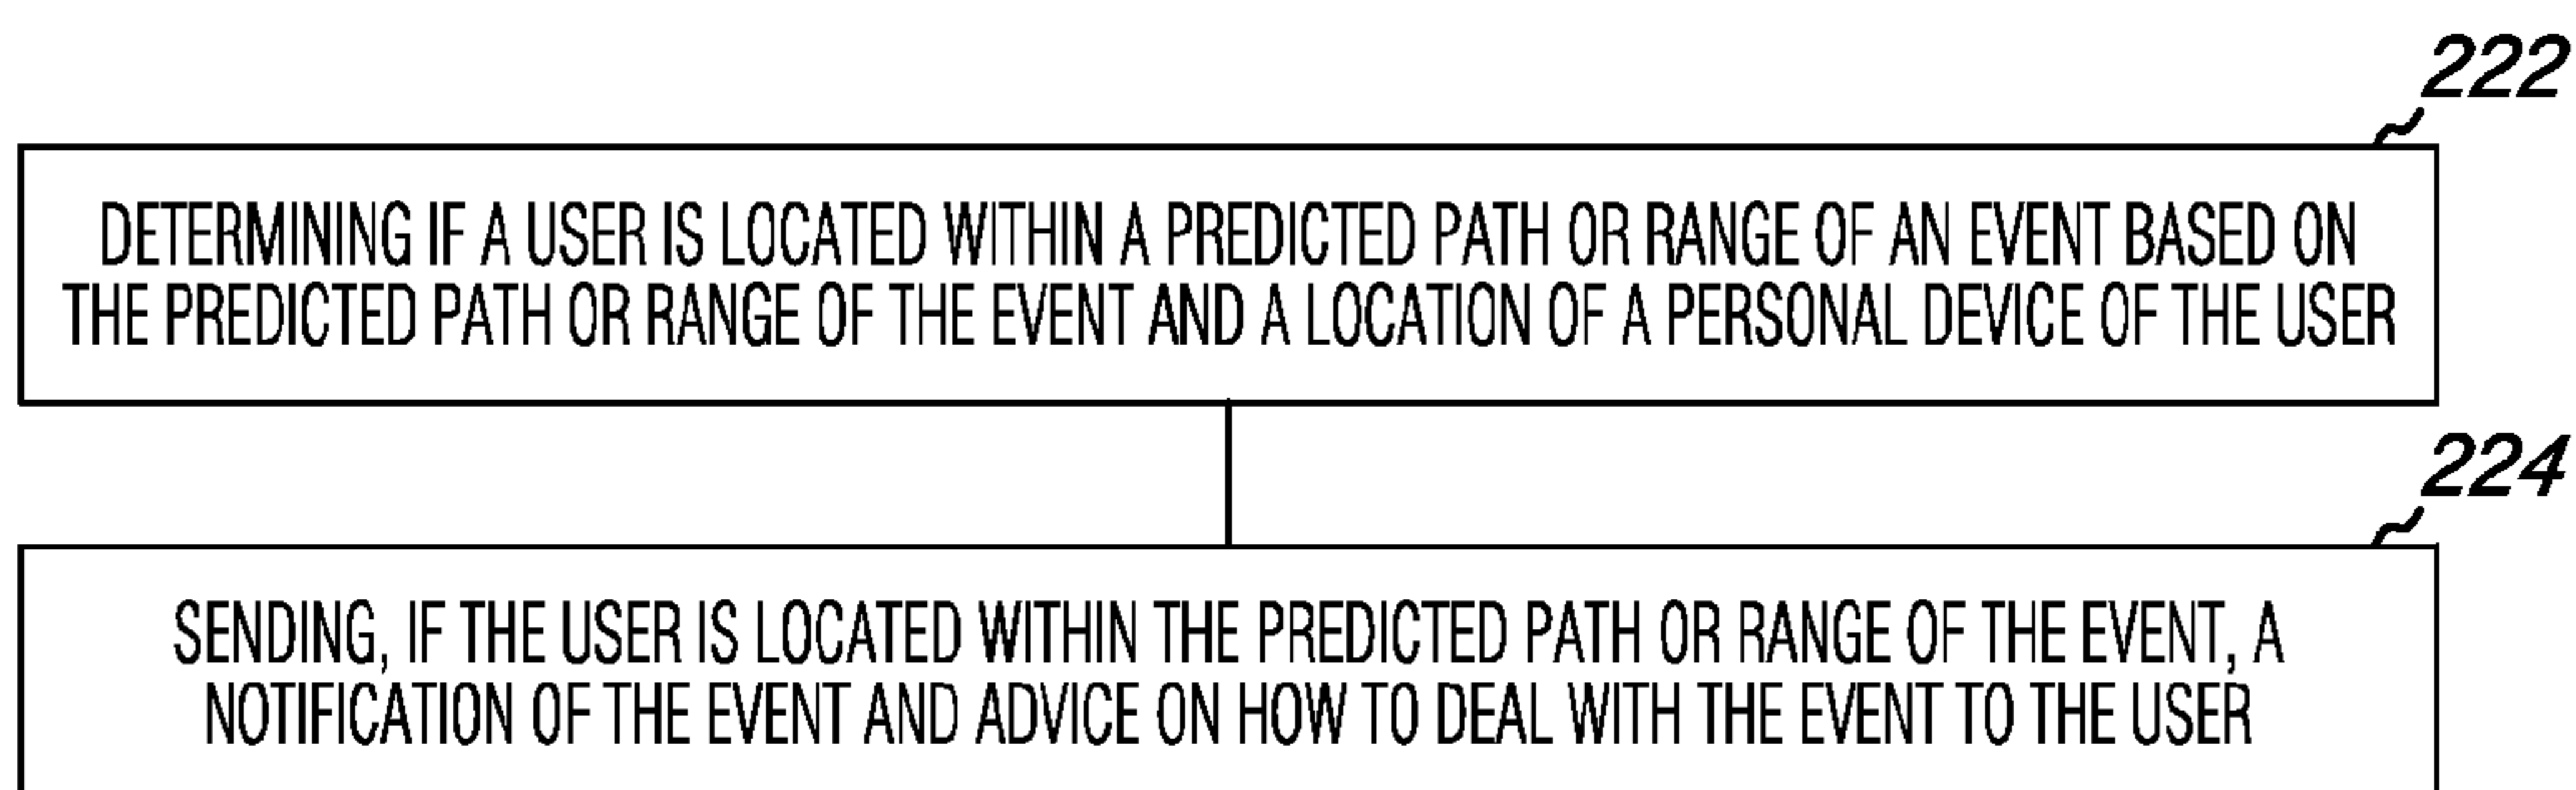 222
DETERMINING IF A USER IS LOCATED WITHIN A PREDICTED PATH OR RANGE OF AN EVENT BASED ON
THE PREDICTED PATH OR RANGE OF THE EVENT AND A LOCATION OF A PERSONAL DEVICE OF THE USER
224
SENDING, IF THE USER IS LOCATED WITHIN THE PREDICTED PATH OR RANGE OF THE EVENT, A
NOTIFICATION OF THE EVENT AND ADVICE ON HOW TO DEAL WITH THE EVENT TO THE USER